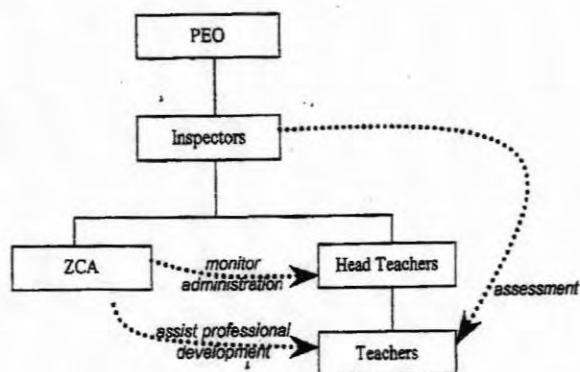 PEO
Inspectors
ZCA
monitor
administration
Head Teachers
assessment
assist professional
development
Teachers